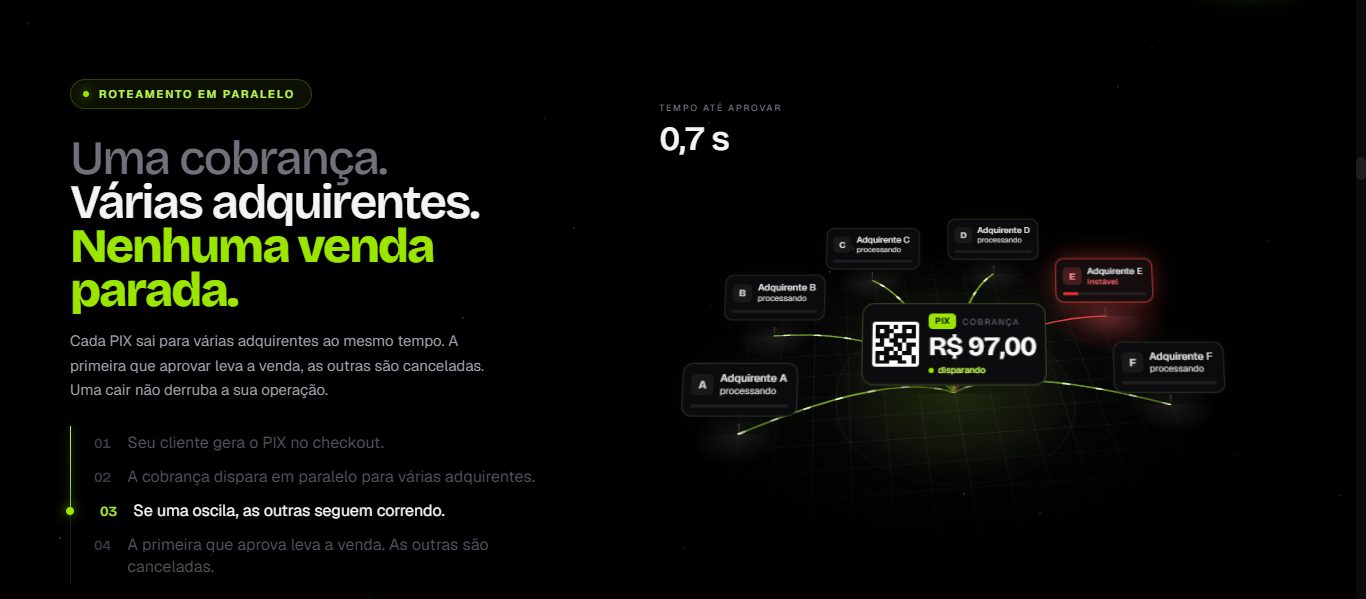 ROTEAMENTO EM PARALELO
Uma cobrança.
Várias adquirentes.
Nenhuma venda
parada.
Cada PIX sai para várias adquirentes ao mesmo tempo. A
primeira que aprovar leva a venda, as outras são canceladas.
Uma cair não derruba a sua operação.
01 Seu cliente gera o PIX no checkout.
02 A cobrança dispara em paralelo para várias adquirentes.
03 Se uma oscila, as outras seguem correndo.
04 A primeira que aprova leva a venda. As outras são
canceladas.
TEMPO ATÉ APROVAR
0,7 s
C Adquirente C
processando
D Adquirente D
processando
E Adquirente E
instável
B Adquirente B
processando
PIX COBRANÇA
R$ 97,00
disparando
F Adquirente F
processando
A Adquirente A
processando